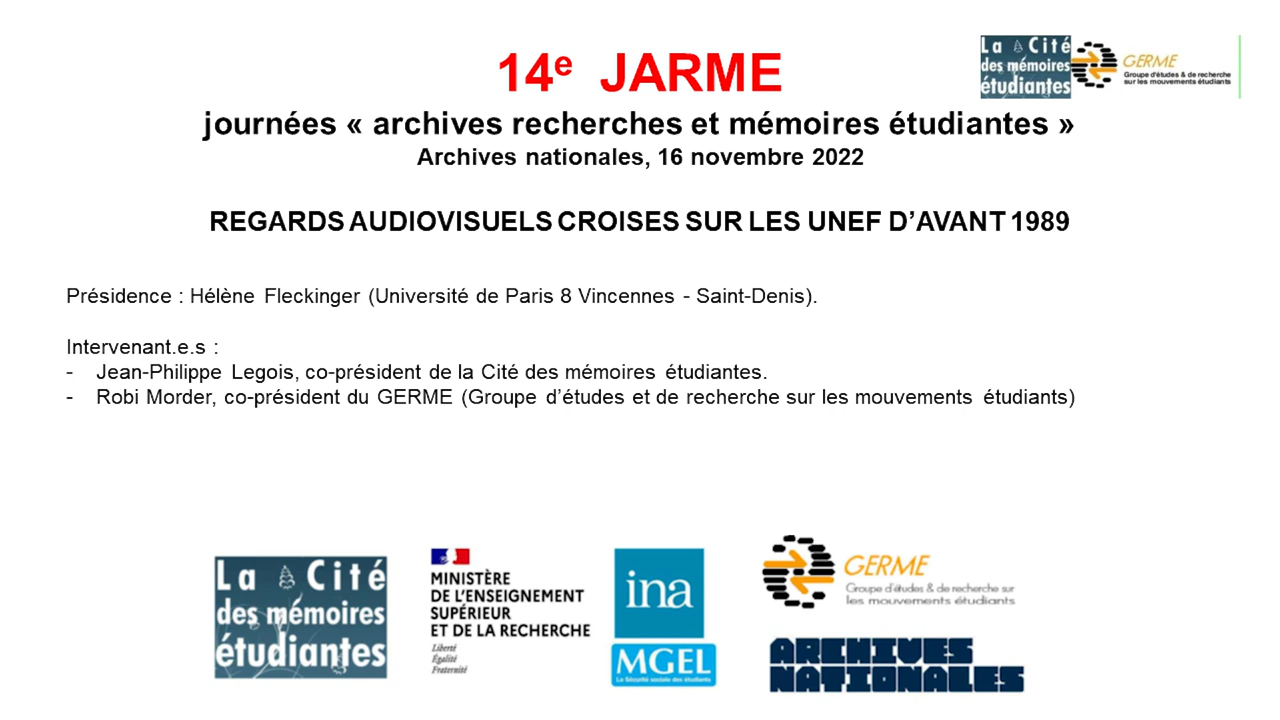 14e JARME
La Cité
des mémoires
étudiantes
GERME
Groupe d'études & de recherche
sur les mouvements étudiants
journées « archives recherches et mémoires étudiantes »
Archives nationales, 16 novembre 2022
REGARDS AUDIOVISUELS CROISES SUR LES UNEF D'AVANT 1989
Présidence : Hélène Fleckinger (Université de Paris 8 Vincennes - Saint-Denis).
Intervenant.e.s :
- Jean-Philippe Legois, co-président de la Cité des mémoires étudiantes.
- Robi Morder, co-président du GERME (Groupe d'études et de recherche sur les mouvements étudiants)
La Cité
des mémoires
étudiantes
MINISTÈRE
DE L'ENSEIGNEMENT
SUPÉRIEUR
ET DE LA RECHERCHE
Liberté
Égalité
Fraternité
ina
MGEL
La Sécurité sociale des étudiants
GERME
Groupe d'études & de recherche sur
les mouvements étudiants
ARCHIVES
NATIONALES